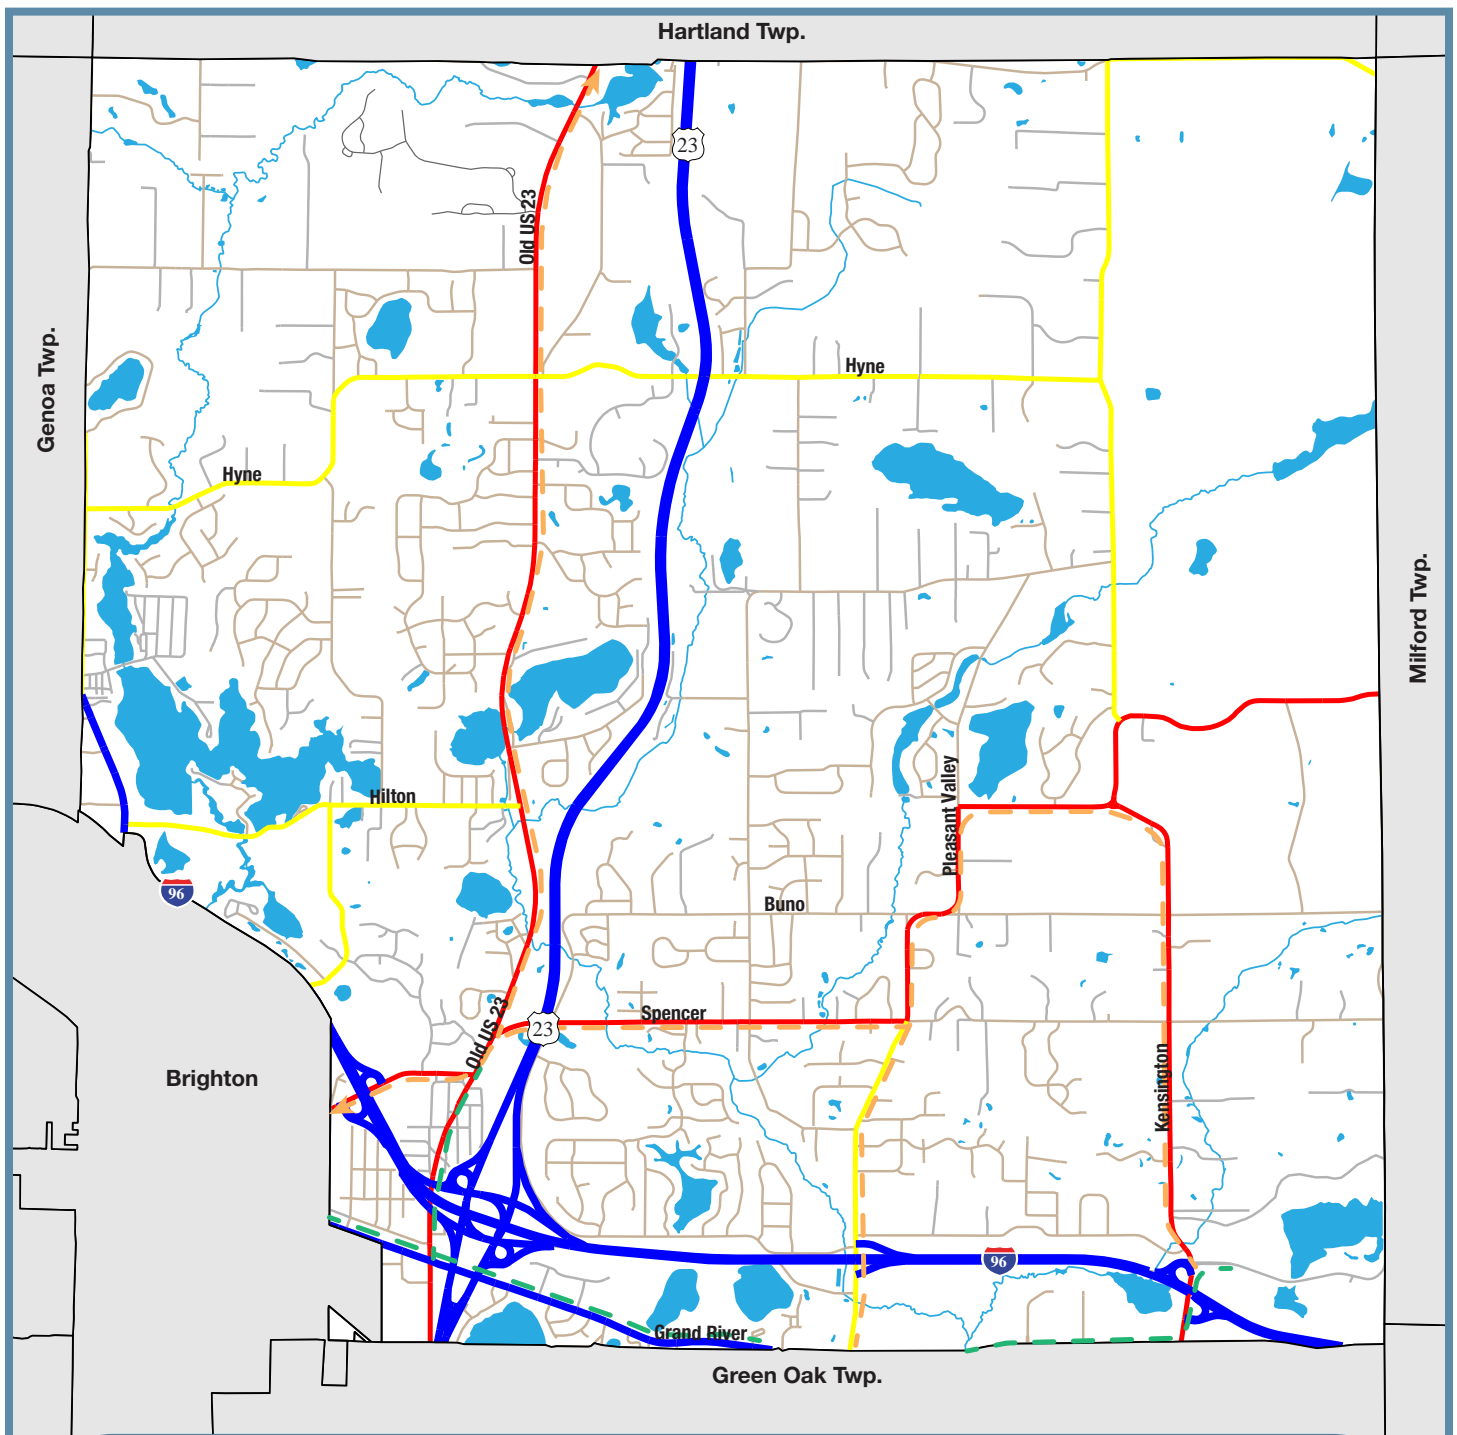 Hartland Twp.
23
Old US 23
Genoa Twp.
Hyne
Hyne
Milford Twp.
Pleasant Valley
Hilton
96
Buno
Old US 23
23
Spencer
Kensington
Brighton
96
Grand River
Green Oak Twp.